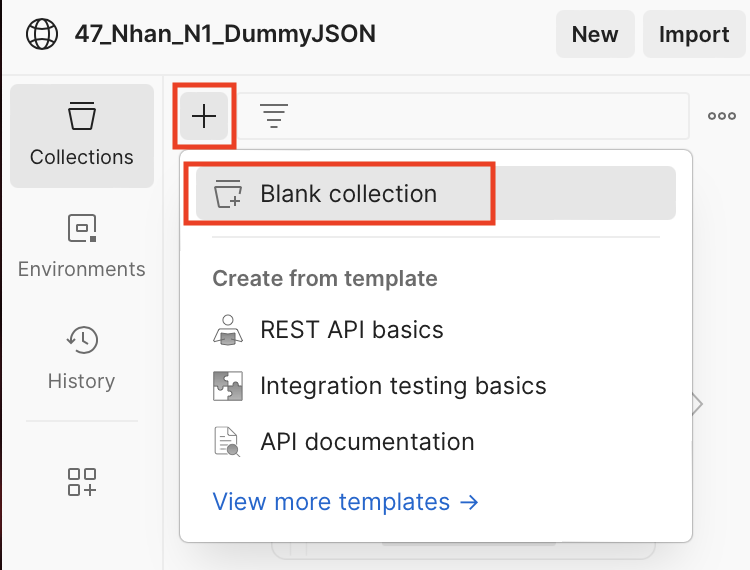 47_Nhan_N1_DummyJSON
New
Import
Collections
Blank collection
Environments
Create from template
REST API basics
History
Integration testing basics
API documentation
View more templates →